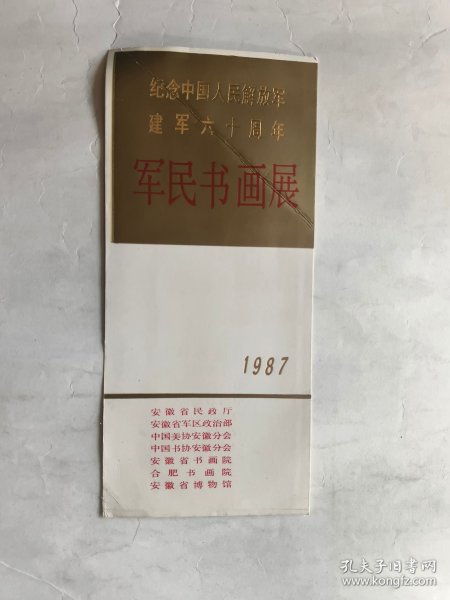 纪念中国人民解放军
建军六十周年
军民书画展
1987
安徽省民政厅
安徽省军区政治部
中国美协安徽分会
中国书协安徽分会
安徽省书画院
合肥书画院
安徽省博物馆
孔夫子旧书网
www.kongfz.com